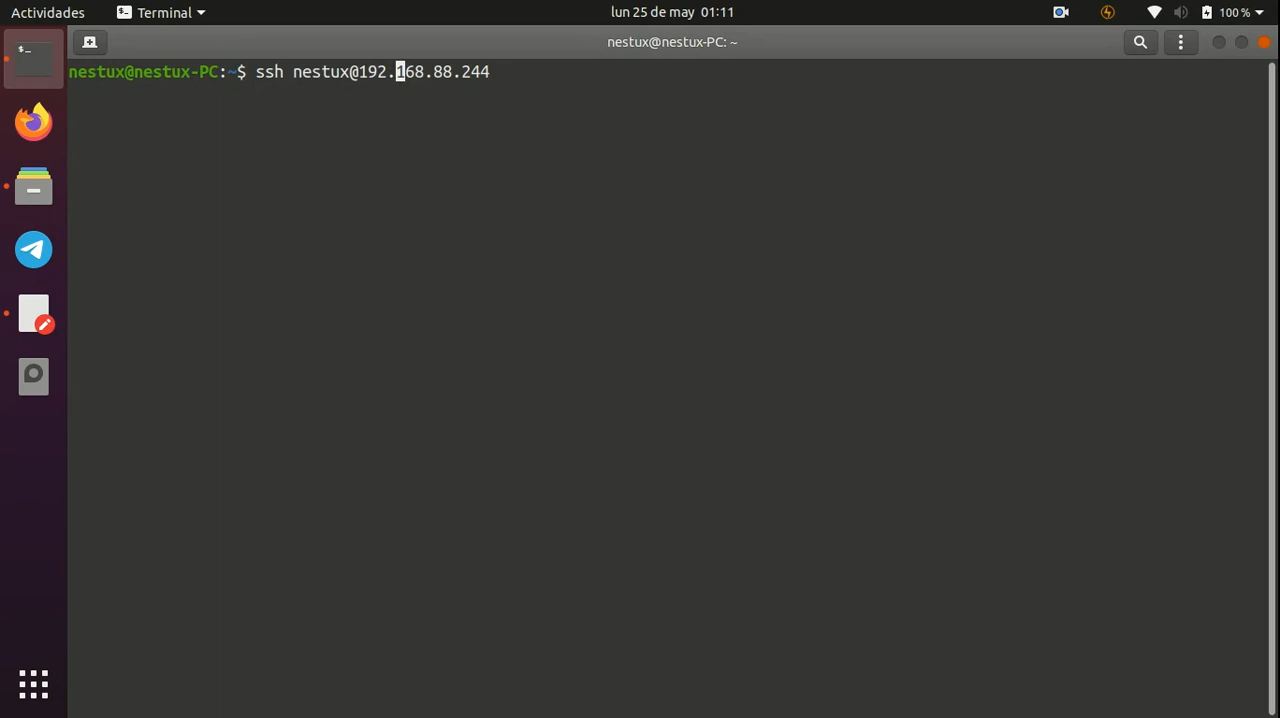 Actividades
Terminal
lun 25 de may 01:11
100 %
nestux@nestux-PC: ~
nestux@nestux-PC:~$ ssh nestux@192.168.88.244